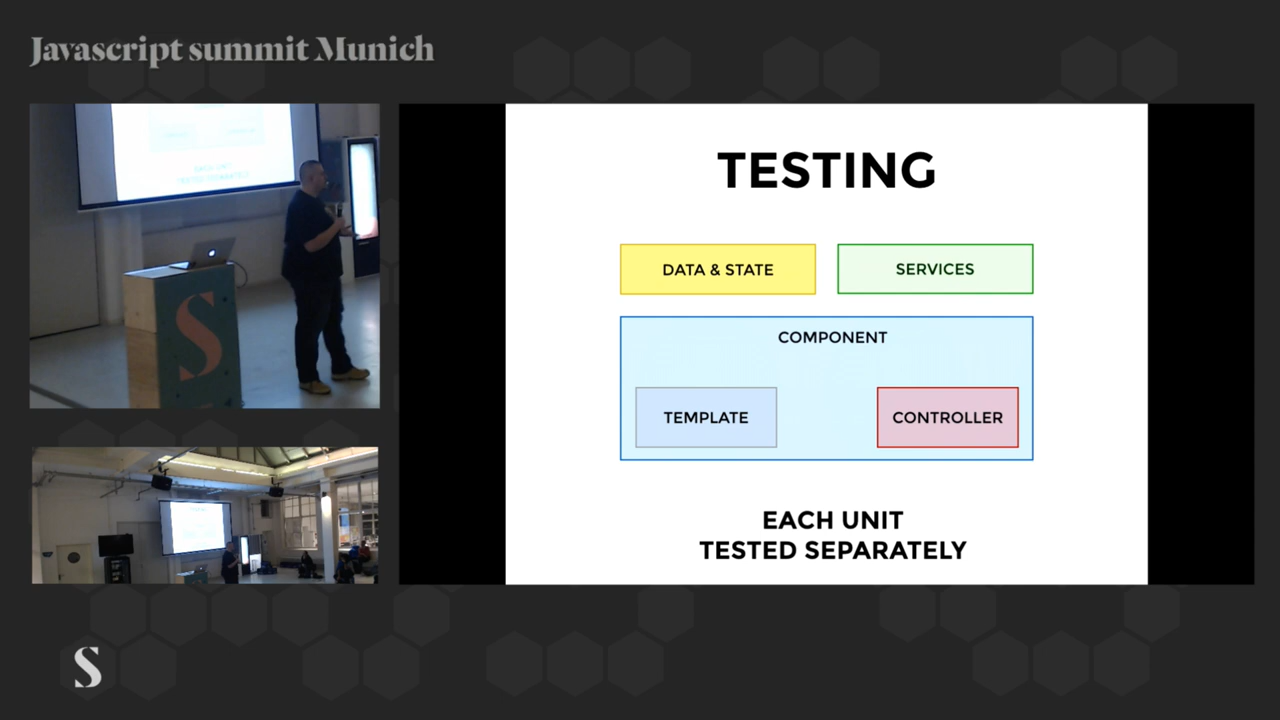 Javascript summit Munich
TESTING
DATA & STATE
SERVICES
COMPONENT
TEMPLATE
CONTROLLER
EACH UNIT
TESTED SEPARATELY
S
S